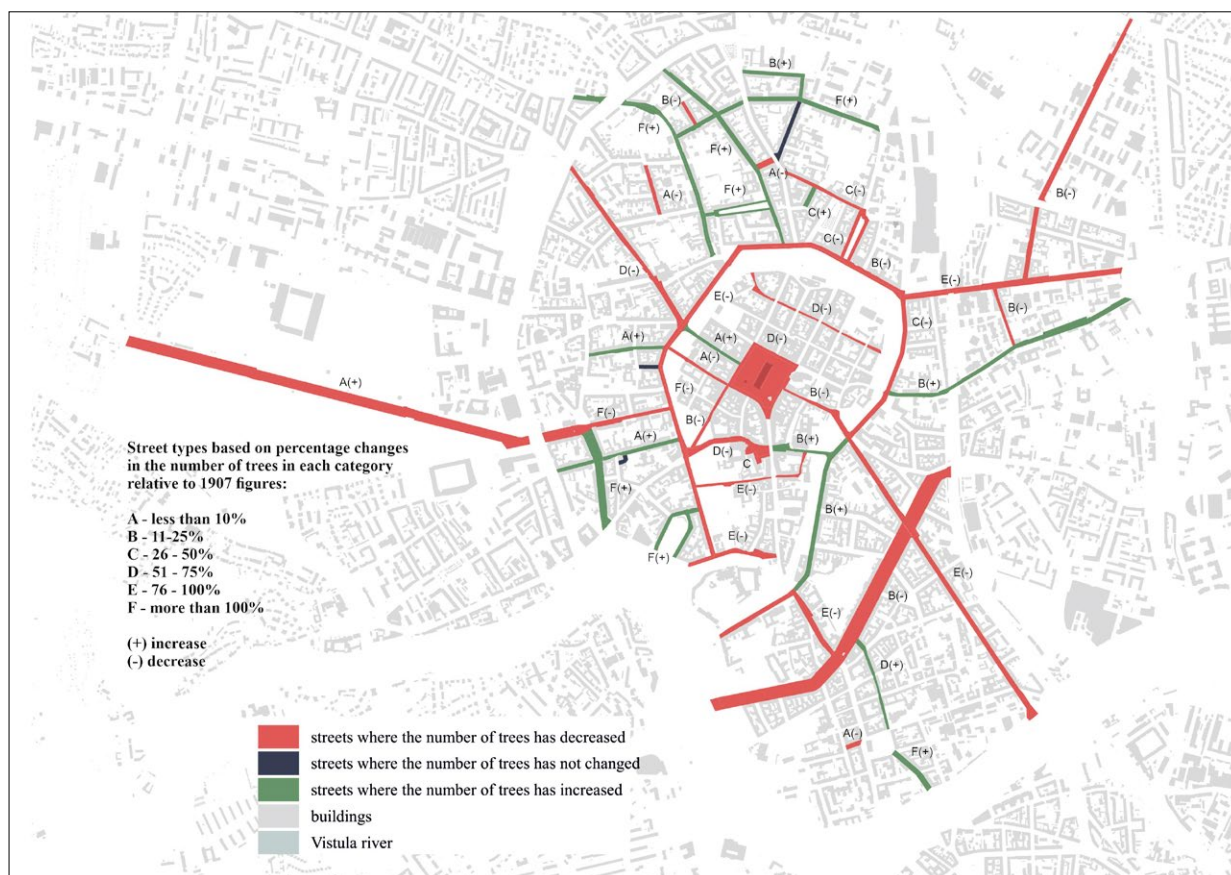 B(+)
B(-)
F(+)
F(+)
F(+)
A(-)
B(-)
A(-)
F(+)
C(-)
C(+)
C(-)
B(-)
D(-)
E(-)
E(-)
D(-)
B(-)
C(-)
A(+)
A(+)
D(-)
A(-)
A(+)
F(-)
B(-)
B(+)
F(-)
B(-)
A(+)
B(+)
D(-)
C
F(+)
E(-)
B(+)
E(-)
F(+)
E(-)
B(-)
E(-)
D(+)
A(-)
F(+)
Street types based on percentage changes
in the number of trees in each category
relative to 1907 figures:
A - less than 10%
B - 11-25%
C - 26 - 50%
D - 51 - 75%
E - 76 - 100%
F - more than 100%
(+) increase
(-) decrease
streets where the number of trees has decreased
streets where the number of trees has not changed
streets where the number of trees has increased
buildings
Vistula river